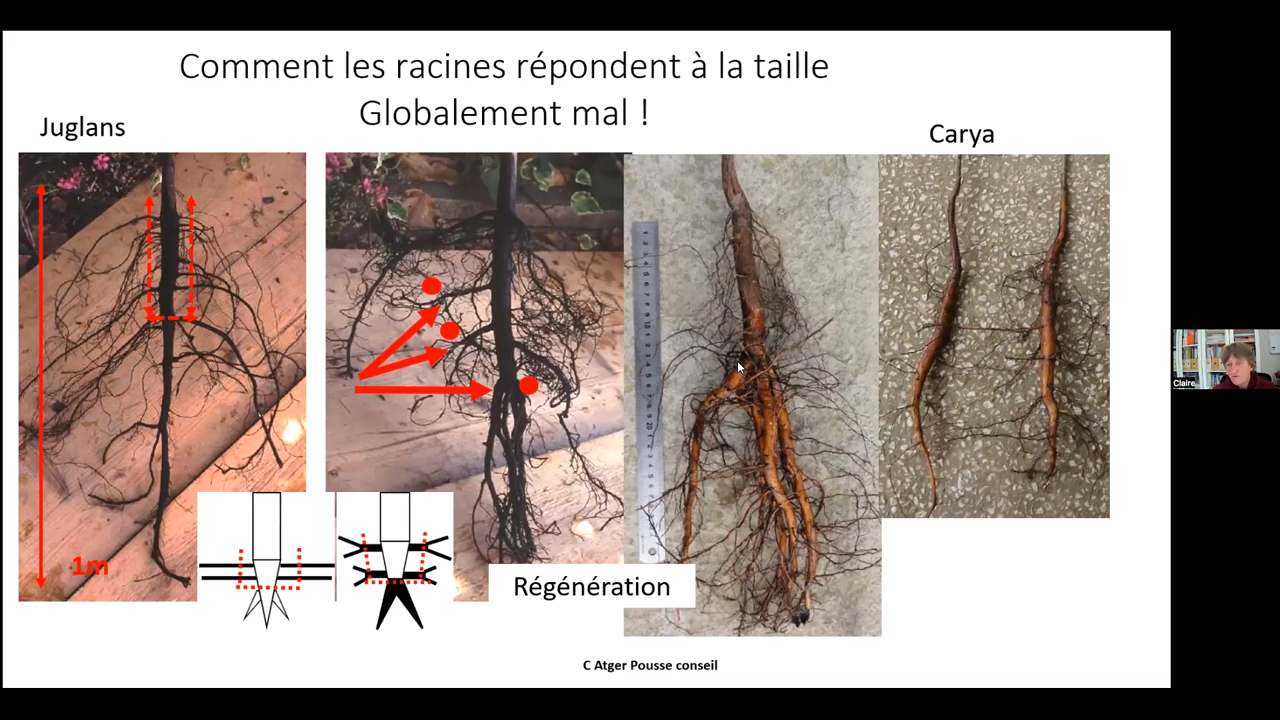 Comment les racines répondent à la taille
Globalement mal !
Juglans
Carya
1m
Régénération
C Atger Pousse conseil
Claire